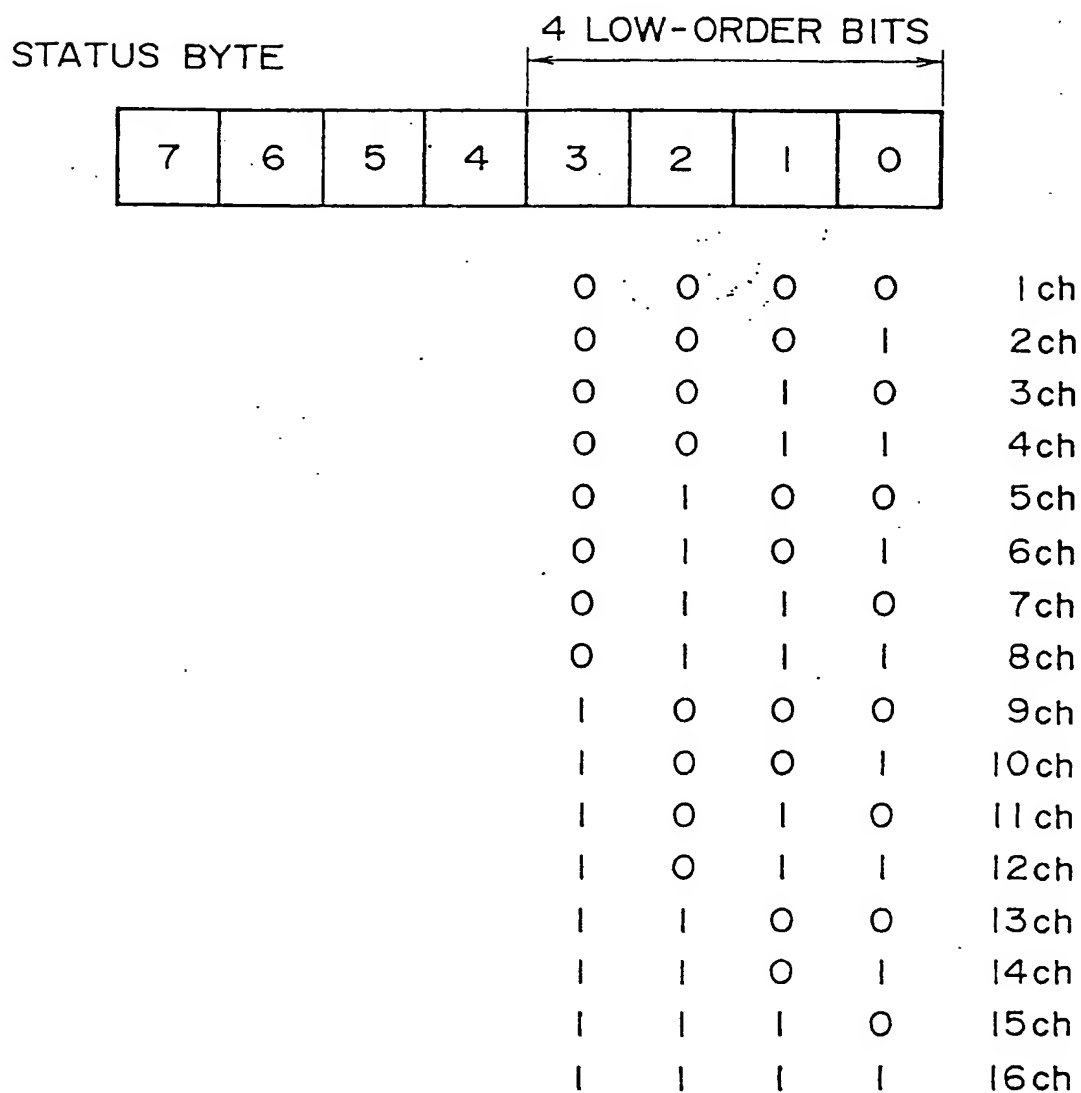 4 LOW-ORDER BITS
STATUS BYTE
7 6 5 4 3 2 1 0
0 0 0 0 1ch
0 0 0 1 2ch
0 0 1 0 3ch
0 0 1 1 4ch
0 1 0 0 5ch
0 1 0 1 6ch
0 1 1 0 7ch
0 1 1 1 8ch
1 0 0 0 9ch
1 0 0 1 10ch
1 0 1 0 11ch
1 0 1 1 12ch
1 1 0 0 13ch
1 1 0 1 14ch
1 1 1 0 15ch
1 1 1 1 16ch